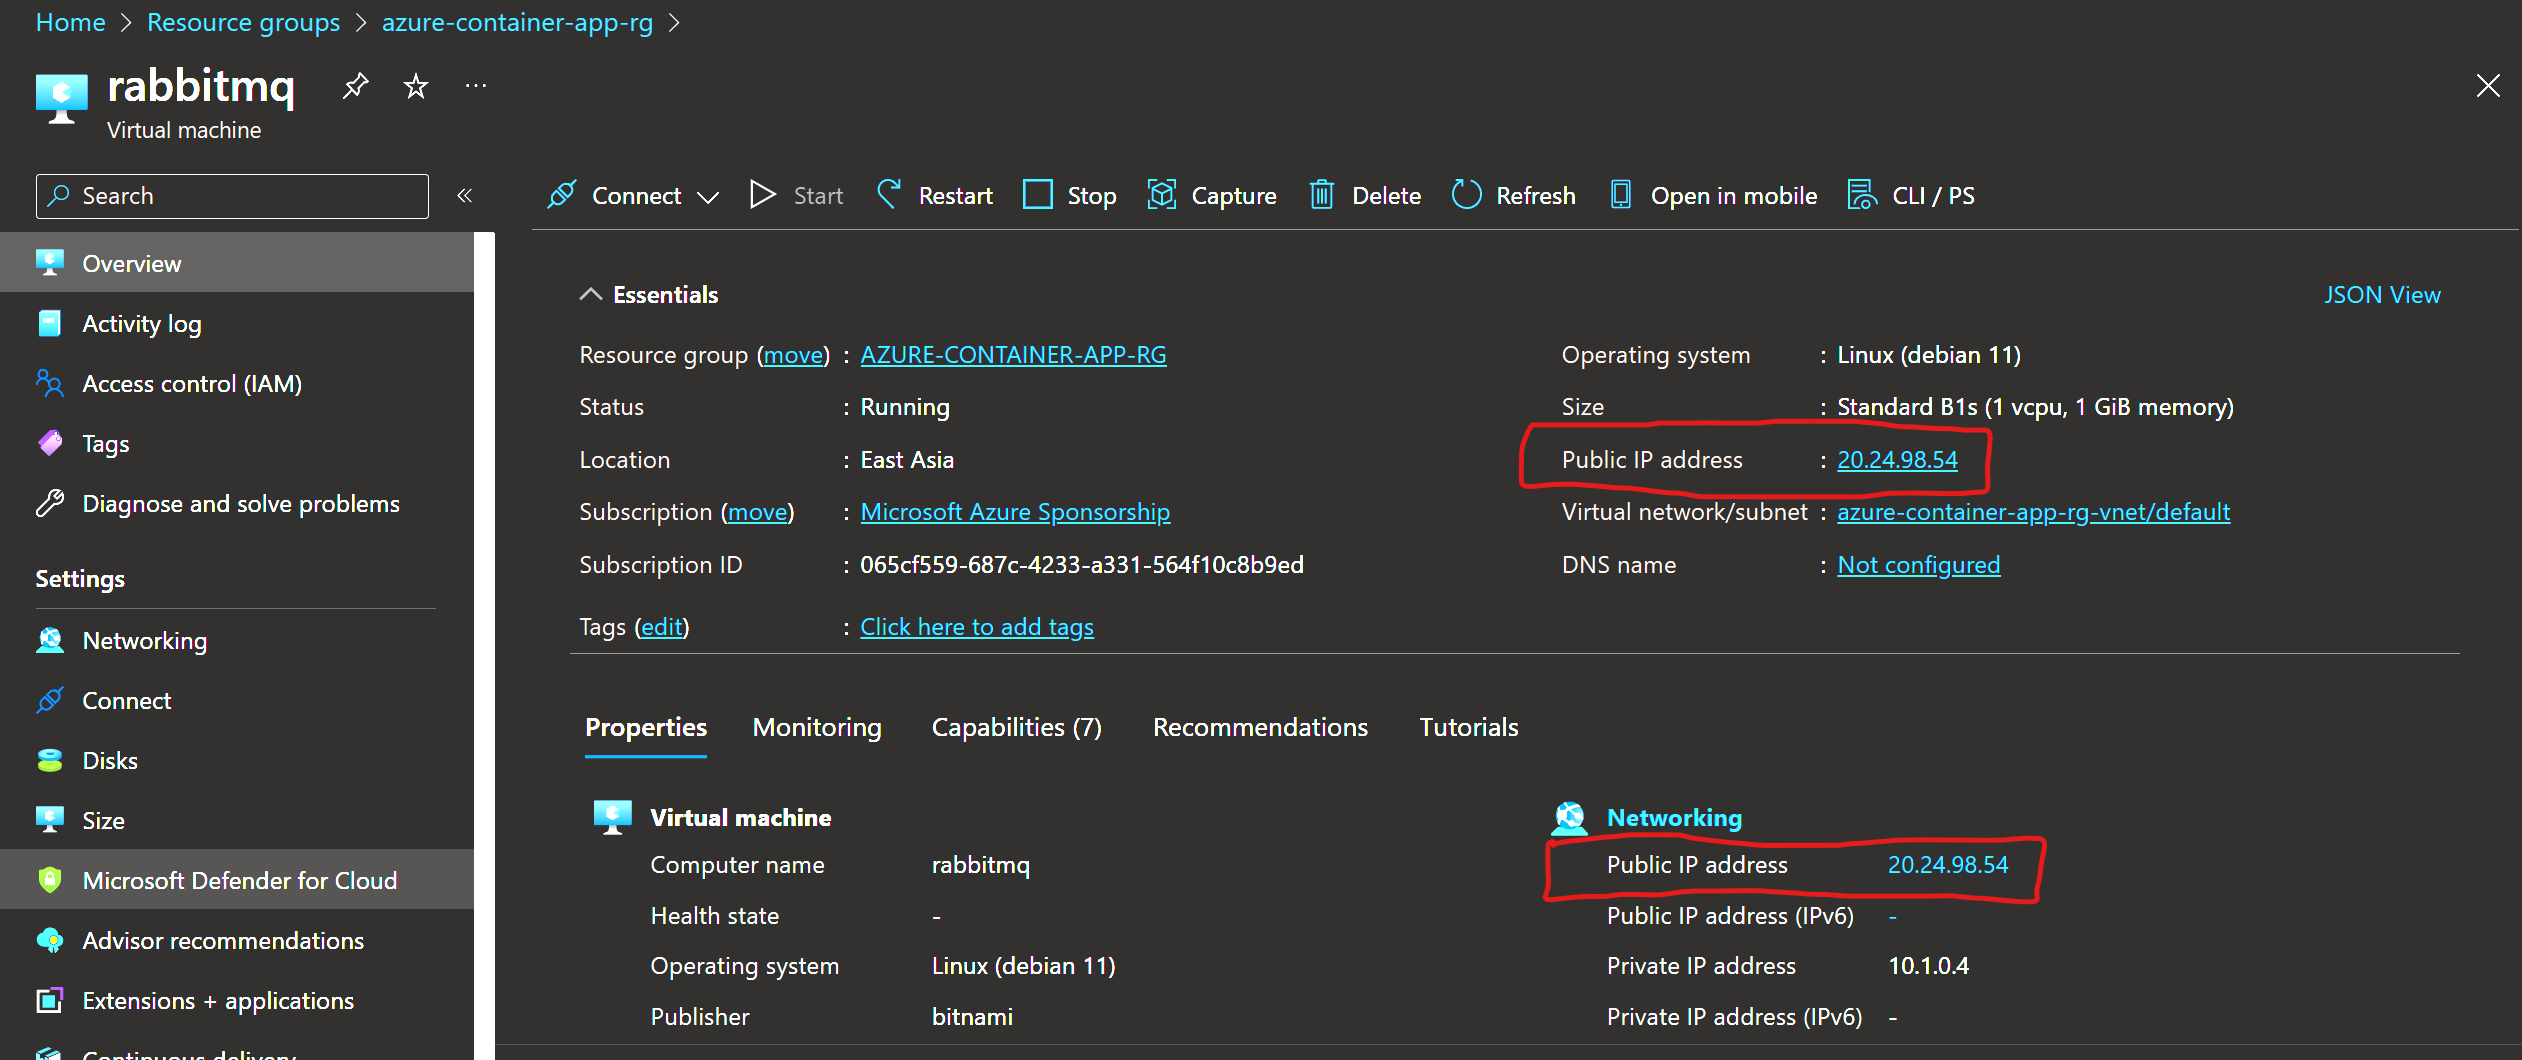 Home > Resource groups > azure-container-app-rg >
rabbitmq
Virtual machine
Search
«
Connect
Start
Restart
Stop
Capture
Delete
Refresh
Open in mobile
CLI / PS
Overview
Activity log
Access control (IAM)
Tags
Diagnose and solve problems
Settings
Networking
Connect
Disks
Size
Microsoft Defender for Cloud
Advisor recommendations
Extensions + applications
Continuous delivery
Essentials
JSON View
Resource group (move) : AZURE-CONTAINER-APP-RG
Status : Running
Location : East Asia
Subscription (move) : Microsoft Azure Sponsorship
Subscription ID : 065cf559-687c-4233-a331-564f10c8b9ed
Tags (edit) : Click here to add tags
Operating system : Linux (debian 11)
Size : Standard B1s (1 vcpu, 1 GiB memory)
Public IP address : 20.24.98.54
Virtual network/subnet : azure-container-app-rg-vnet/default
DNS name : Not configured
Properties
Monitoring
Capabilities (7)
Recommendations
Tutorials
Virtual machine
Computer name rabbitmq
Health state -
Operating system Linux (debian 11)
Publisher bitnami
Networking
Public IP address 20.24.98.54
Public IP address (IPv6) -
Private IP address 10.1.0.4
Private IP address (IPv6) -